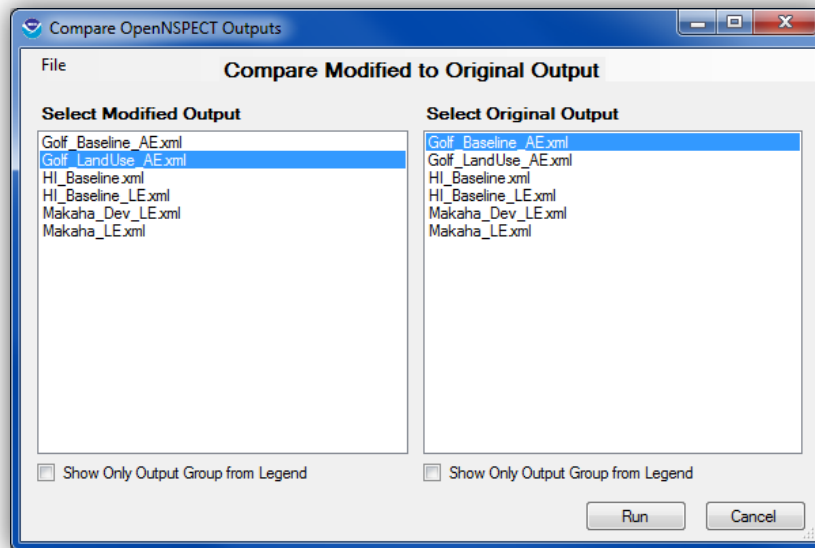 Compare OpenNSPECT Outputs
File
Compare Modified to Original Output
Select Modified Output
Golf_Baseline_AE.xml
Golf_LandUse_AE.xml
HI_Baseline.xml
HI_Baseline_LE.xml
Makaha_Dev_LE.xml
Makaha_LE.xml
Show Only Output Group from Legend
Select Original Output
Golf_Baseline_AE.xml
Golf_LandUse_AE.xml
HI_Baseline.xml
HI_Baseline_LE.xml
Makaha_Dev_LE.xml
Makaha_LE.xml
Show Only Output Group from Legend
Run
Cancel